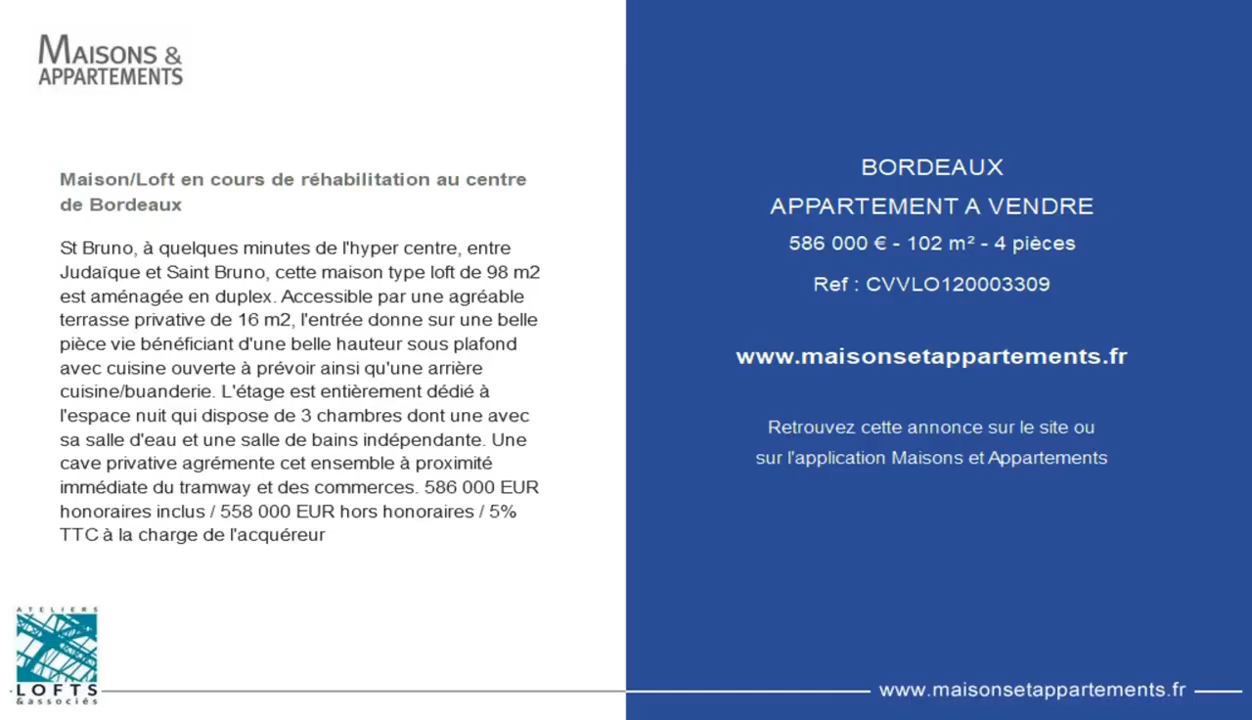 MAISONS &
APPARTEMENTS
Maison/Loft en cours de réhabilitation au centre
de Bordeaux
St Bruno, à quelques minutes de l'hyper centre, entre
Judaïque et Saint Bruno, cette maison type loft de 98 m2
est aménagée en duplex. Accessible par une agréable
terrasse privative de 16 m2, l'entrée donne sur une belle
pièce vie bénéficiant d'une belle hauteur sous plafond
avec cuisine ouverte à prévoir ainsi qu'une arrière
cuisine/buanderie. L'étage est entièrement dédié à
l'espace nuit qui dispose de 3 chambres dont une avec
sa salle d'eau et une salle de bains indépendante. Une
cave privative agrémente cet ensemble à proximité
immédiate du tramway et des commerces. 586 000 EUR
honoraires inclus / 558 000 EUR hors honoraires / 5%
TTC à la charge de l'acquéreur
ATELIERS
LOFTS
&associés
BORDEAUX
APPARTEMENT A VENDRE
586 000 € - 102 m² - 4 pièces
Ref : CVVLO120003309
www.maisonsetappartements.fr
Retrouvez cette annonce sur le site ou
sur l'application Maisons et Appartements
www.maisonsetappartements.fr